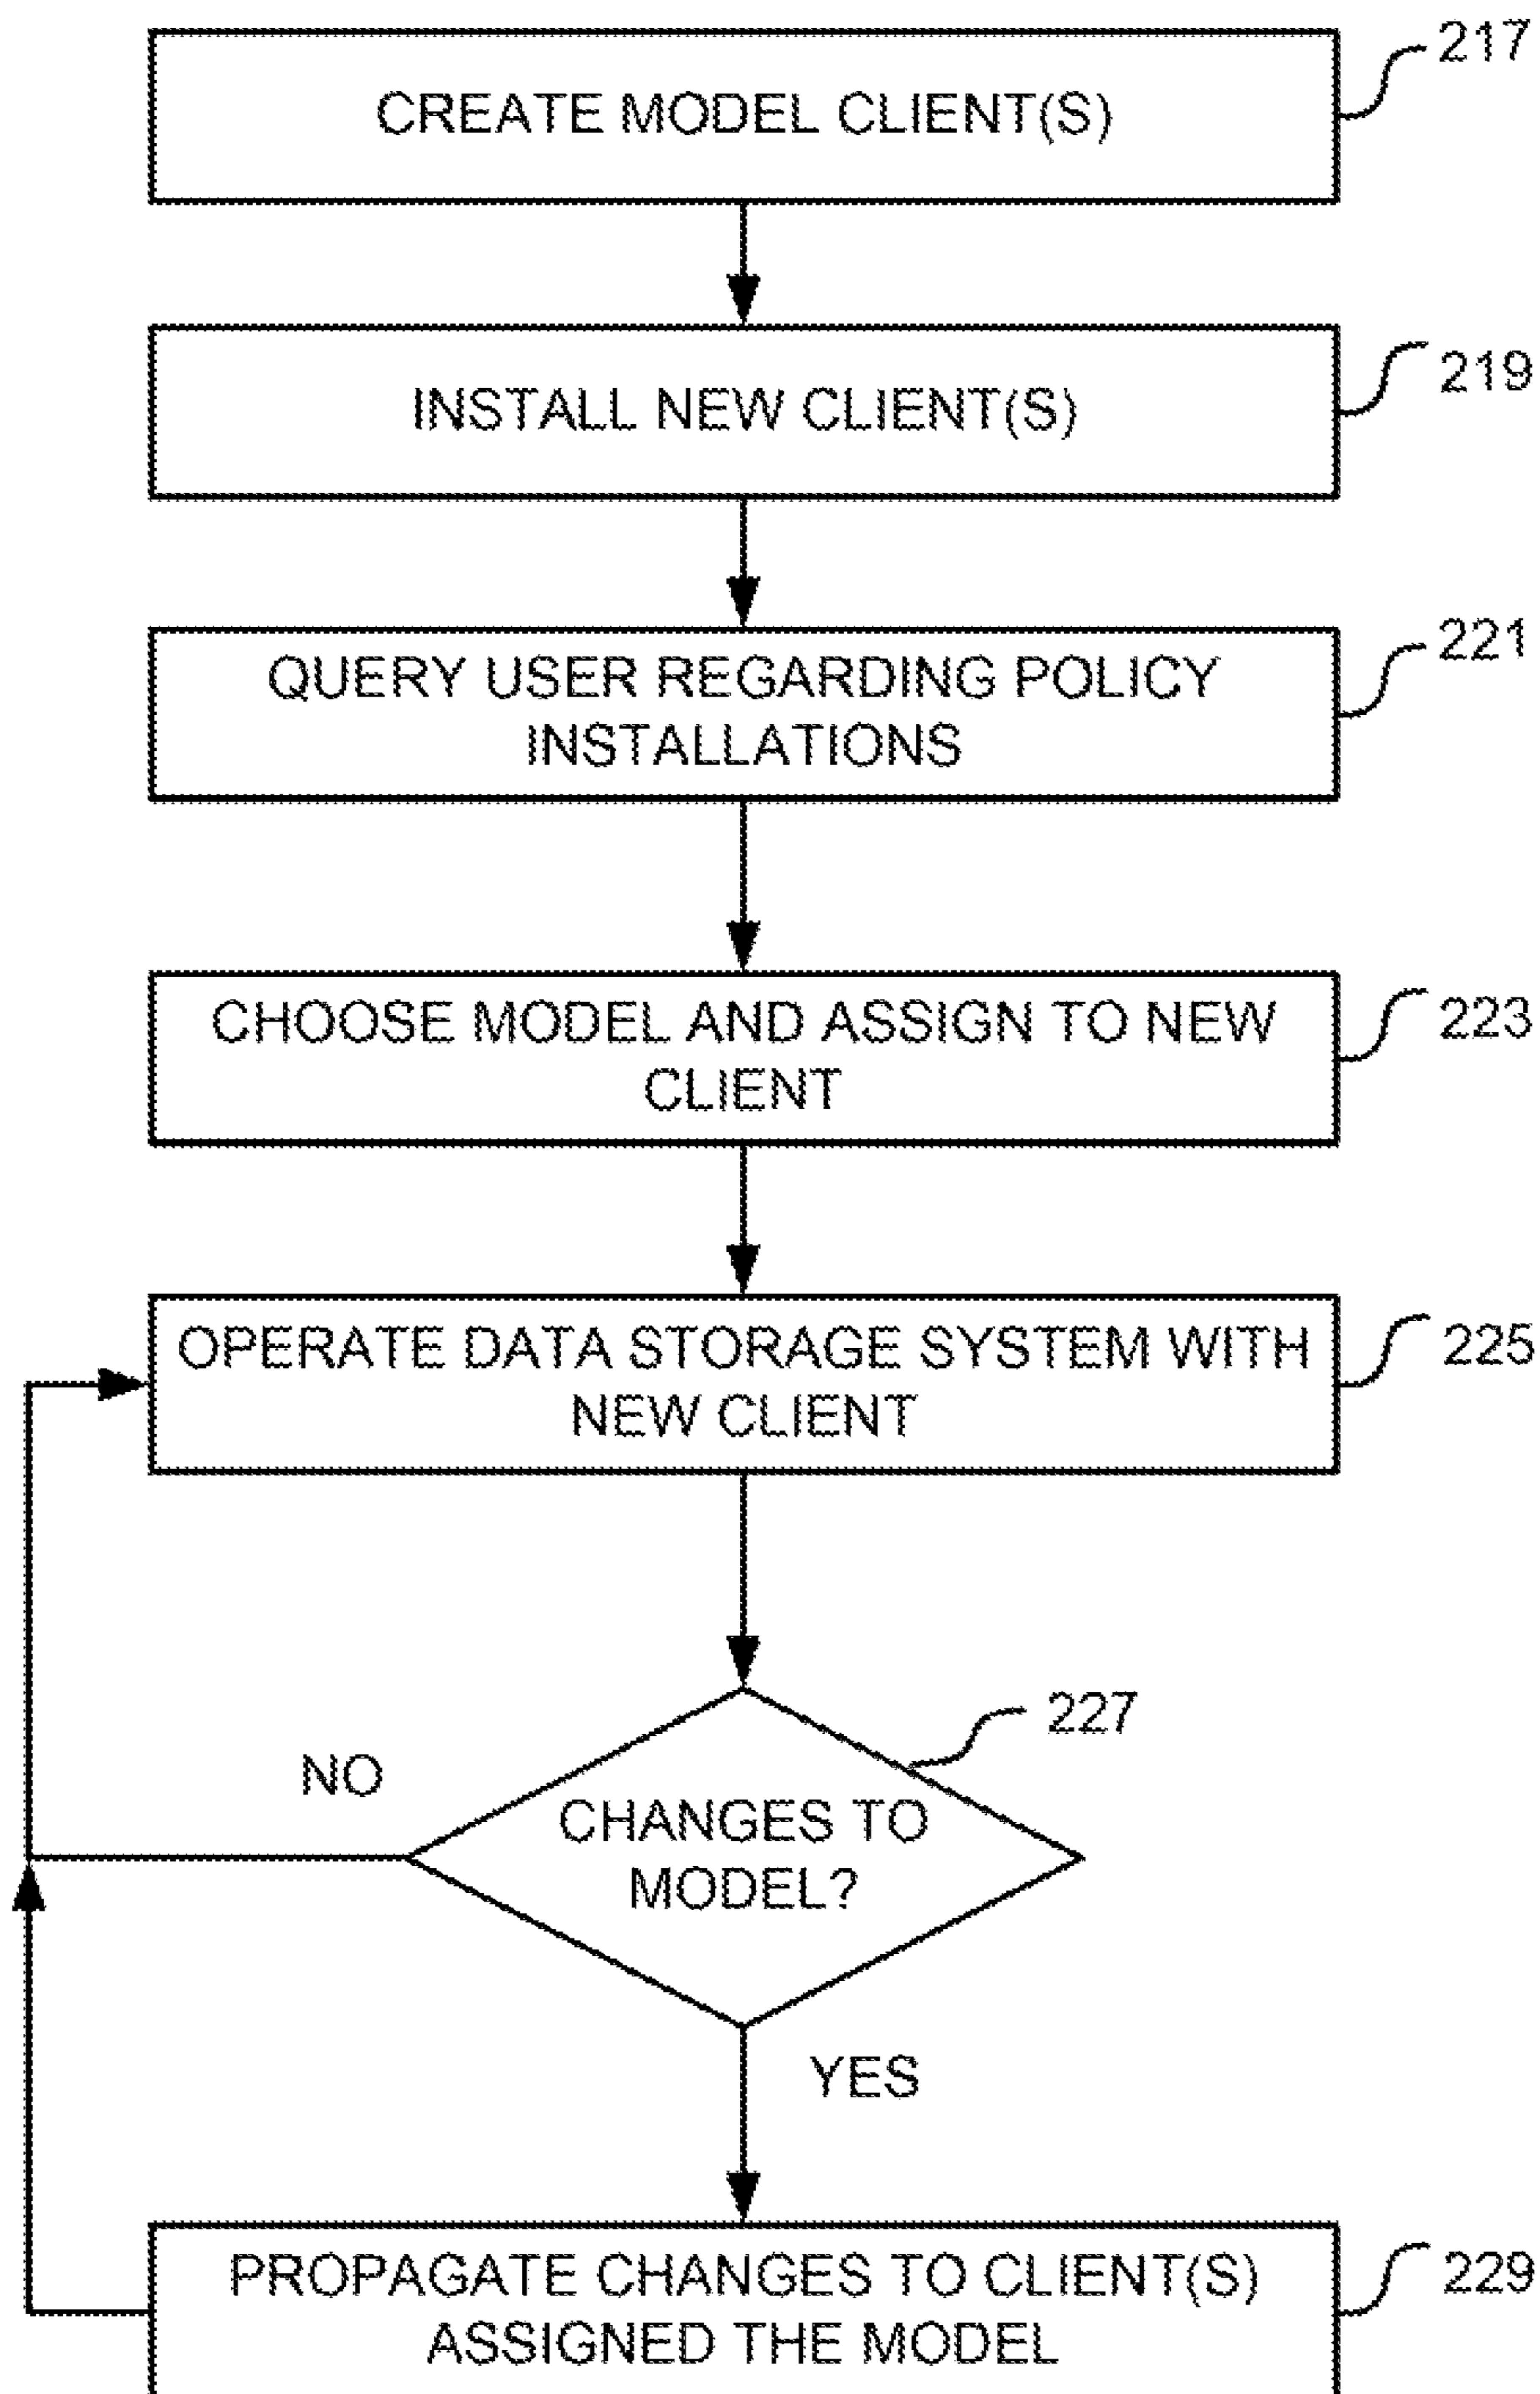 217
CREATE MODEL CLIENT(S)
219
INSTALL NEW CLIENT(S)
221
QUERY USER REGARDING POLICY
INSTALLATIONS
223
CHOOSE MODEL AND ASSIGN TO NEW
CLIENT
225
OPERATE DATA STORAGE SYSTEM WITH
NEW CLIENT
227
NO
CHANGES TO
MODEL?
YES
229
PROPAGATE CHANGES TO CLIENT(S)
ASSIGNED THE MODEL